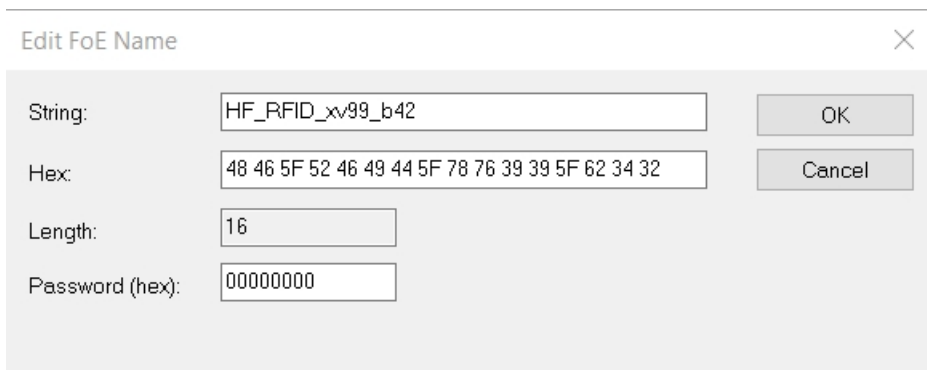 Edit FoE Name
String: HF_RFID_xv99_b42 OK
Hex: 48 46 5F 52 46 49 44 5F 78 76 39 39 5F 62 34 32 Cancel
Length: 16
Password (hex): 00000000